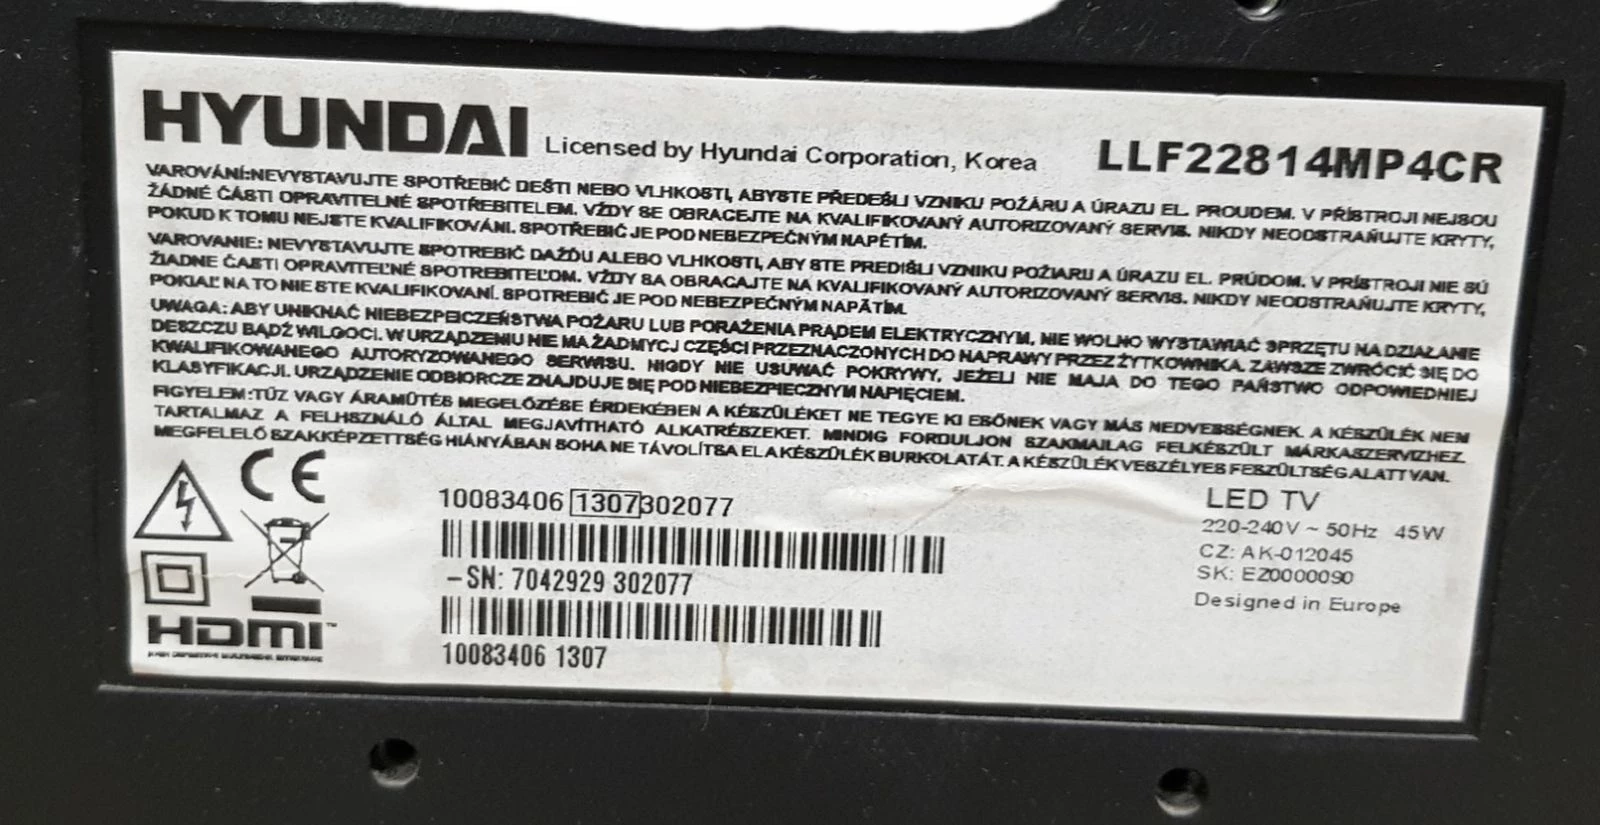 HYUNDAI Licensed by Hyundai Corporation, Korea LLF22814MP4CR
VAROVÁNÍ:NEVYSTAVUJTE SPOTŘEBIČ DEŠTI NEBO VLHKOSTI, ABYSTE PŘEDEŠLI VZNIKU POŽÁRU A ÚRAZU EL. PROUDEM. V PŘÍSTROJI NEJSOU
ŽÁDNÉ ČÁSTI OPRAVITELNÉ SPOTŘEBITELEM. VŽDY SE OBRACEJTE NA KVALIFIKOVANÝ AUTORIZOVANÝ SERVIS. NIKDY NEODSTRAŇUJTE KRYTY,
POKUD K TOMU NEJSTE KVALIFIKOVÁNI. SPOTŘEBIČ JE POD NEBEZPEČNÝM NAPĚTÍM.
VAROVANIE: NEVYSTAVUJTE SPOTREBIČ DAŽĎU ALEBO VLHKOSTI, ABY STE PREDIŠLI VZNIKU POŽIARU A ÚRAZU EL. PRÚDOM. V PRÍSTROJI NIE SÚ
ŽIADNE ČASTI OPRAVITEĽNÉ SPOTREBITEĽOM. VŽDY SA OBRACAJTE NA KVALIFIKOVANÝ AUTORIZOVANÝ SERVIS. NIKDY NEODSTRAŇUJTE KRYTY,
POKIAĽ NA TO NIE STE KVALIFIKOVANÍ. SPOTREBIČ JE POD NEBEZPEČNÝM NAPÄTÍM.
UWAGA: ABY UNIKNAĆ NIEBEZPEICZEŃSTWA POŻARU LUB PORAŻENIA PRĄDEM ELEKTRYCZNYM, NIE WOLNO WYSTAWIAĆ SPRZĘTU NA DZIAŁANIE
DESZCZU BĄDŹ WILGOCI. W URZĄDZENIU NIE MA ŻADMYCJ CZĘŚCI PRZEZNACZONYCH DO NAPRAWY PRZEZ ŻYTKOWNIKA. ZAWSZE ZWRÓCIĆ SIĘ DO
KWALIFIKOWANEGO AUTORYZOWANEGO SERWISU. NIGDY NIE USUWAĆ POKRYWY, JEŻELI NIE MAJA DO TEGO PAŃSTWO ODPOWIEDNIEJ
KLASYFIKACJI. URZĄDZENIE ODBIORCZE ZNAJDUJE SIĘ POD NIEBEZPIECZNYM NAPIĘCIEM.
FIGYELEM:TŰZ VAGY ÁRAMÜTÉS MEGELŐZÉSE ÉRDEKÉBEN A KÉSZÜLÉKET NE TEGYE KI ESŐNEK VAGY MÁS NEDVESSÉGNEK. A KÉSZÜLÉK NEM
TARTALMAZ A FELHSZNÁLÓ ÁLTAL MEGJAVÍTHATÓ ALKATRÉSZEKET. MINDIG FORDULJON SZAKMAILAG FELKÉSZÜLT MÁRKASZERVIZHEZ.
MEGFELELŐ SZAKKÉPZETTSÉG HIÁNYÁBAN SOHA NE TÁVOLÍTSA EL A KÉSZÜLÉK BURKOLATÁT. A KÉSZÜLÉK VESZÉLYES FESZÜLTSÉG ALATT VAN.
CE
HDMI™
10083406 1307302077
-SN: 7042929 302077
10083406 1307
LED TV
220-240V ~ 50Hz 45W
CZ: AK-012045
SK: EZ0000090
Designed in Europe